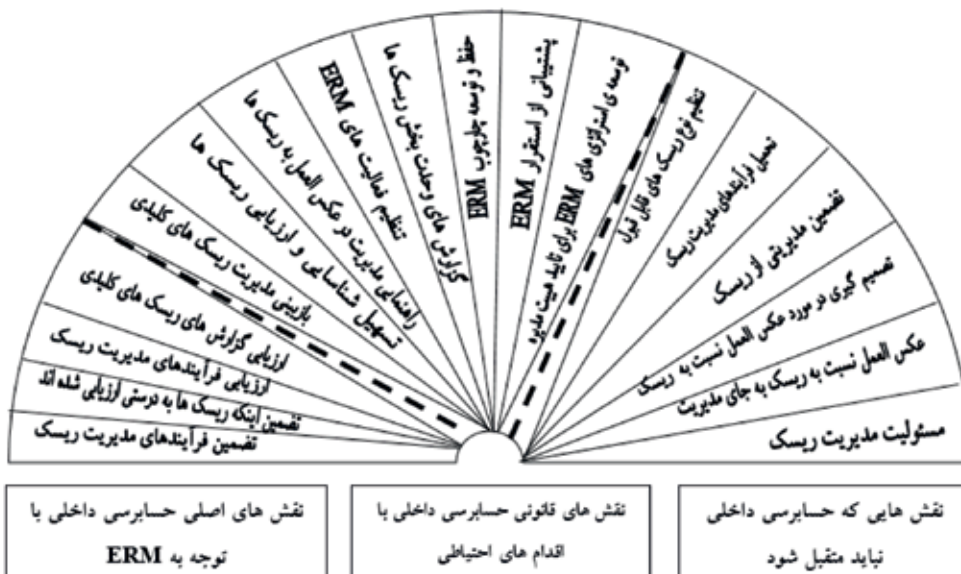 تضمین فرآیندهای مدیریت ریسک
تضمین اینکه ریسک ها به درستی ارزیابی شده اند
ارزیابی فرآیندهای مدیریت ریسک
ارزیابی گزارش های ریسک های کلیدی
بازبینی مدیریت ریسک های کلیدی
تسهیل شناسایی و ارزیابی ریسک ها
راهنمایی مدیریت در عکس العمل به ریسک ها
تنظیم فعالیت های ERM
گزارش های وحدت بخش ریسک ها
حفظ و توسعه چارچوب ERM
پشتیبانی از استقرار ERM
توسعه ی استراتژی های ERM برای تایید هییت مدیره
تنظیم نوع ریسک های قابل قبول
تحمیل فرآیندهای مدیریت ریسک
تضمین مدیریتی از ریسک
تصمیم گیری در مورد عکس العمل نسبت به ریسک
عکس العمل نسبت به ریسک به جای مدیریت
مسئولیت مدیریت ریسک
نقش هایی که حسابرسی داخلی
نباید متقبل شود
نقش های قانونی حسابرسی داخلی با
اقدام های احتیاطی
نقش های اصلی حسابرسی داخلی با
توجه به ERM